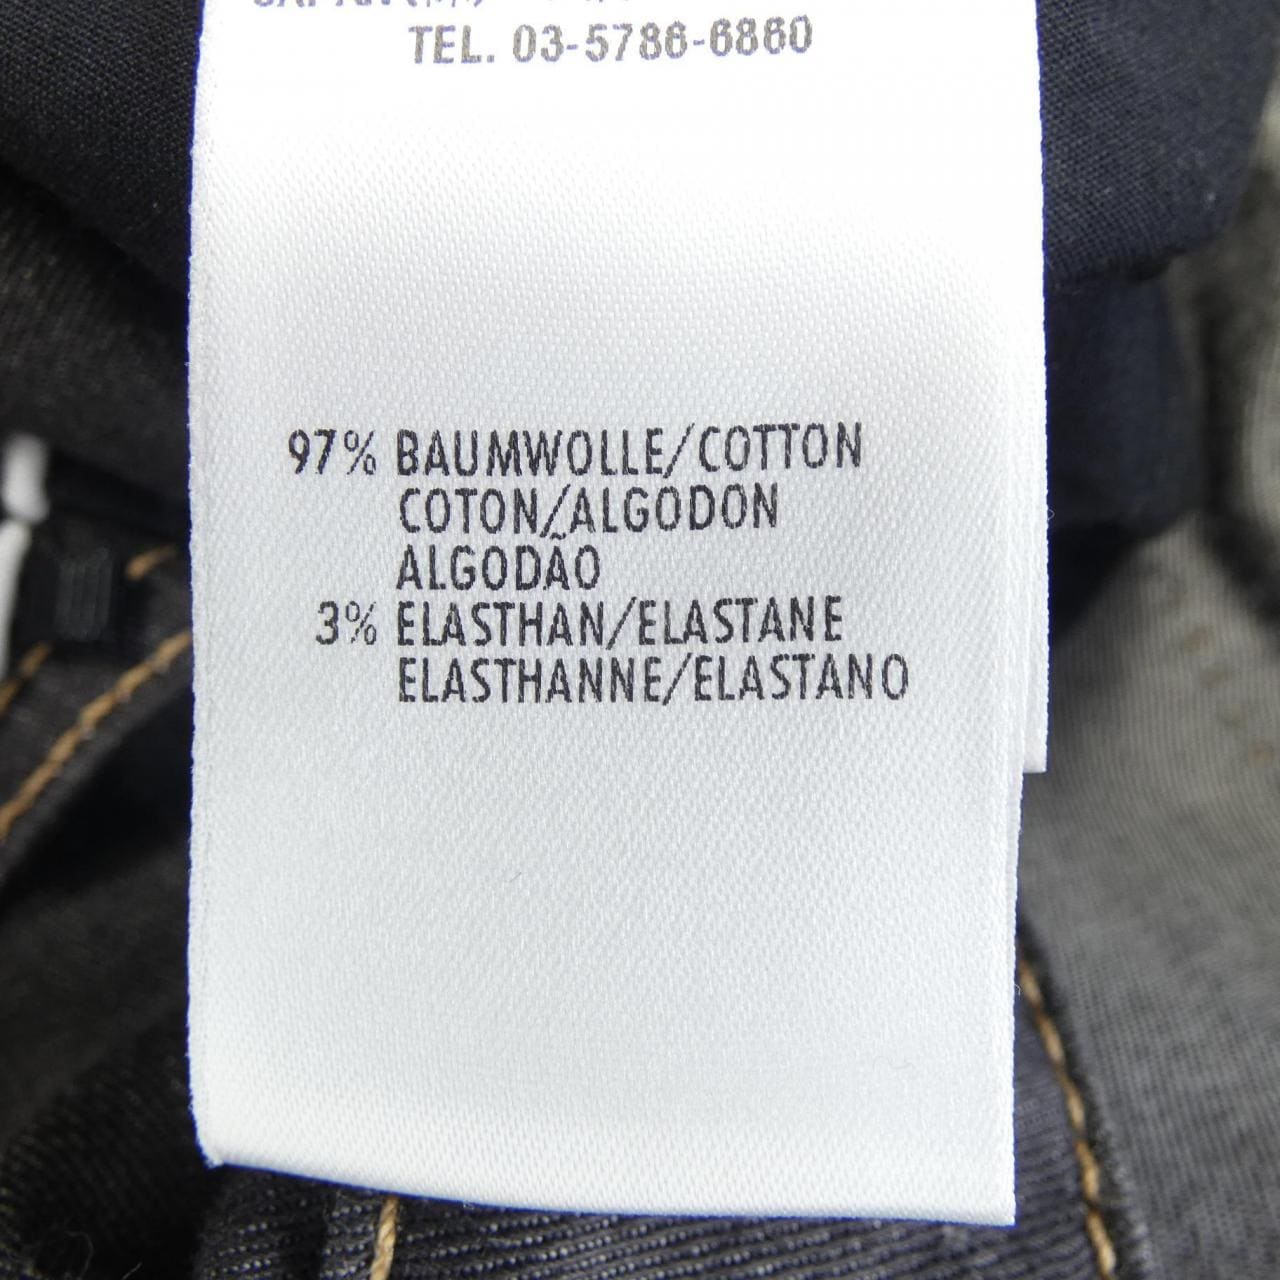 TEL. 03-5786-6860
97% BAUMWOLLE/COTTON
COTON/ALGODON
ALGODÃO
3% ELASTHAN/ELASTANE
ELASTHANNE/ELASTANO